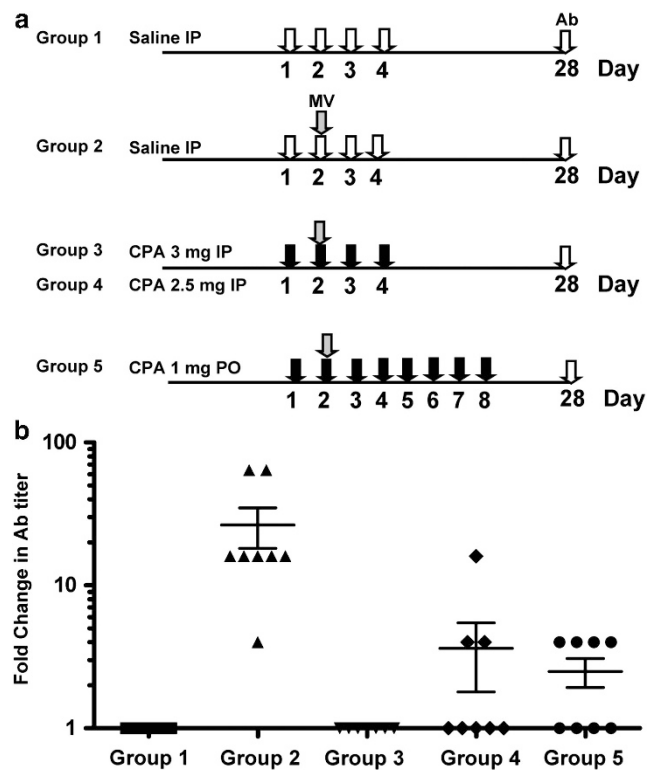 a
Ab
Group 1 Saline IP
1 2 3 4 28 Day
MV
Group 2 Saline IP
1 2 3 4 28 Day
Group 3 CPA 3 mg IP
Group 4 CPA 2.5 mg IP
1 2 3 4 28 Day
Group 5 CPA 1 mg PO
1 2 3 4 5 6 7 8 28 Day
b
Fold Change in Ab titer
100
10
1
Group 1 Group 2 Group 3 Group 4 Group 5